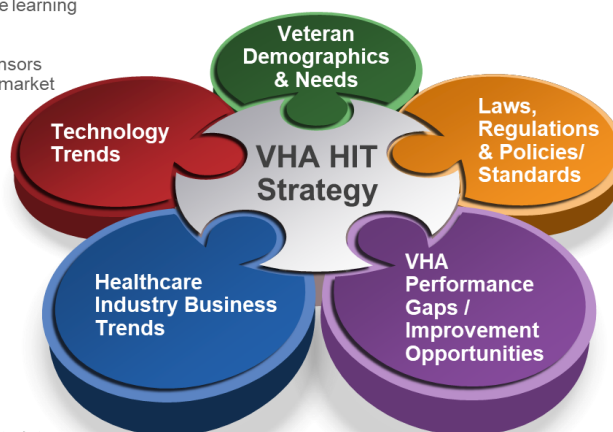 e learning
nsors
market
Veteran
Demographics
& Needs
Technology
Trends
Laws,
Regulations
& Policies/
Standards
VHA HIT
Strategy
Healthcare
Industry Business
Trends
VHA
Performance
Gaps /
Improvement
Opportunities